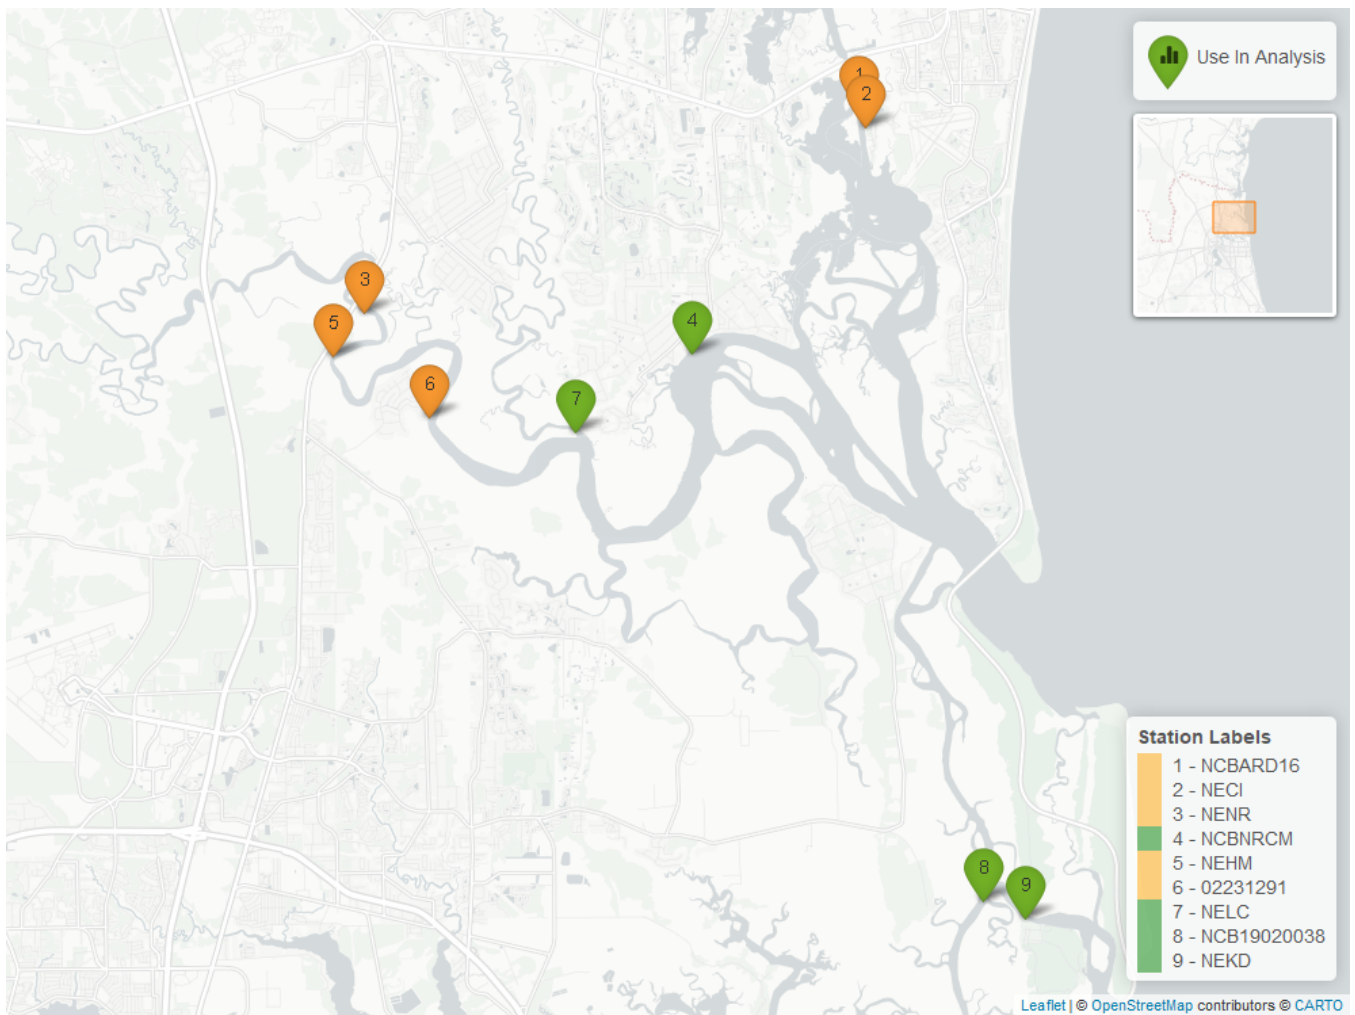 Use In Analysis
1
2
3
5
4
6
7
8
9
Station Labels
1 - NCBARD16
2 - NECI
3 - NENR
4 - NCBNRCM
5 - NEHM
6 - 02231291
7 - NELC
8 - NCB19020038
9 - NEKD
Leaflet | © OpenStreetMap contributors © CARTO